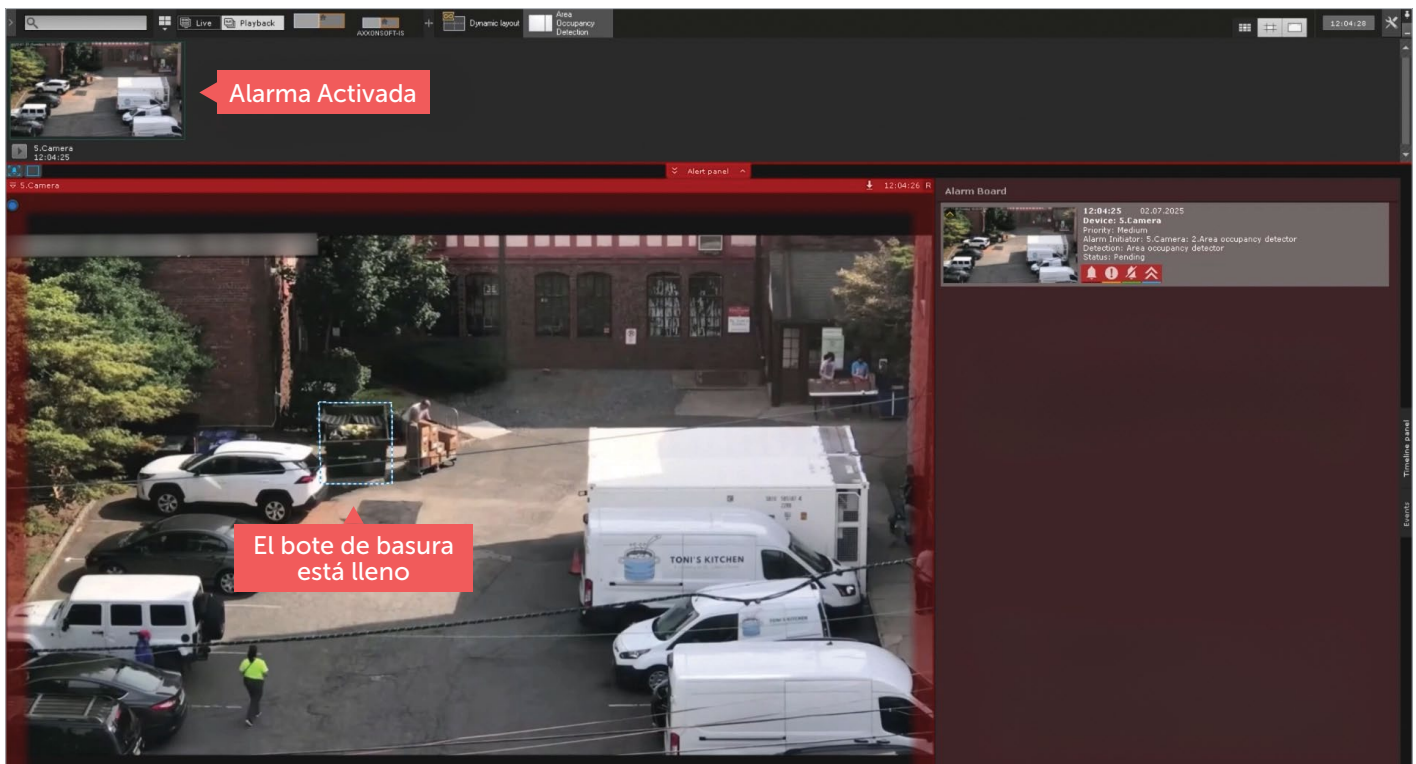 Live
Playback
AXXONSOFT-IS
+
Dynamic layout
Area
Occupancy
Detection
12:04:28
Alarma Activada
5.Camera
12:04:25
Alert panel
5.Camera
12:04:26 R
Alarm Board
12:04:25 02.07.2025
Device: 5.Camera
Priority: Medium
Alarm Initiator: 5.Camera: 2.Area occupancy detector
Detection: Area occupancy detector
Status: Pending
El bote de basura
está lleno
TONI'S KITCHEN
TONI'S KITCHEN
Timeline panel
Events